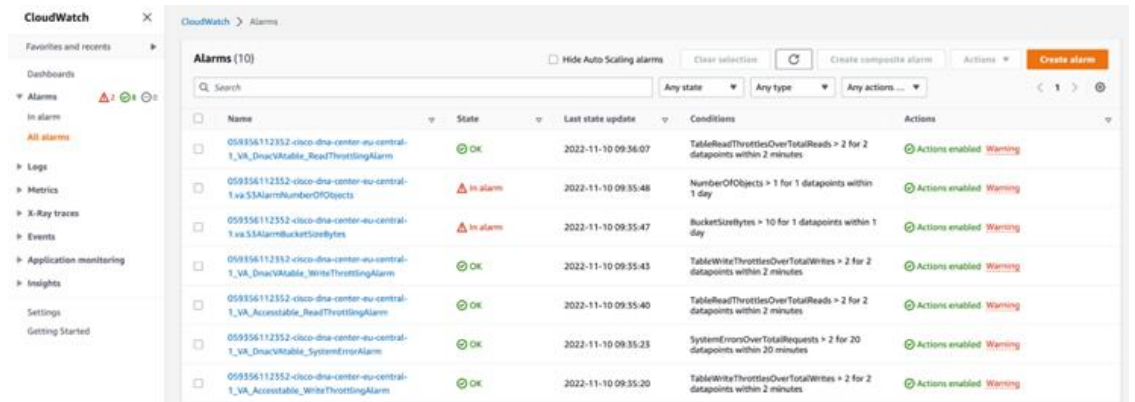 CloudWatch
Favorites and recents
Dashboards
Alarms 2 8 0
In alarm
All alarms
Logs
Metrics
X-Ray traces
Events
Application monitoring
Insights
Settings
Getting Started
CloudWatch > Alarms
Alarms (10)
Hide Auto Scaling alarms Clear selection Create composite alarm Actions Create alarm
Search Any state Any type Any actions ... 1
Name State Last state update Conditions Actions
059356112352-cisco-dna-center-eu-central-
1_VA_DnacVAtable_ReadThrottlingAlarm
OK 2022-11-10 09:36:07
TableReadThrottlesOverTotalReads > 2 for 2
datapoints within 2 minutes
Actions enabled Warning
059356112352-cisco-dna-center-eu-central-
1.va.S3AlarmNumberOfObjects
In alarm 2022-11-10 09:35:48
NumberOfObjects > 1 for 1 datapoints within
1 day
Actions enabled Warning
059356112352-cisco-dna-center-eu-central-
1.va.S3AlarmBucketSizeBytes
In alarm 2022-11-10 09:35:47
BucketSizeBytes > 10 for 1 datapoints within 1
day
Actions enabled Warning
059356112352-cisco-dna-center-eu-central-
1_VA_DnacVAtable_WriteThrottlingAlarm
OK 2022-11-10 09:35:43
TableWriteThrottlesOverTotalWrites > 2 for 2
datapoints within 2 minutes
Actions enabled Warning
059356112352-cisco-dna-center-eu-central-
1_VA_Accesstable_ReadThrottlingAlarm
OK 2022-11-10 09:35:40
TableReadThrottlesOverTotalReads > 2 for 2
datapoints within 2 minutes
Actions enabled Warning
059356112352-cisco-dna-center-eu-central-
1_VA_DnacVAtable_SystemErrorAlarm
OK 2022-11-10 09:35:23
SystemErrorsOverTotalRequests > 2 for 20
datapoints within 20 minutes
Actions enabled Warning
059356112352-cisco-dna-center-eu-central-
1_VA_Accesstable_WriteThrottlingAlarm
OK 2022-11-10 09:35:20
TableWriteThrottlesOverTotalWrites > 2 for 2
datapoints within 2 minutes
Actions enabled Warning